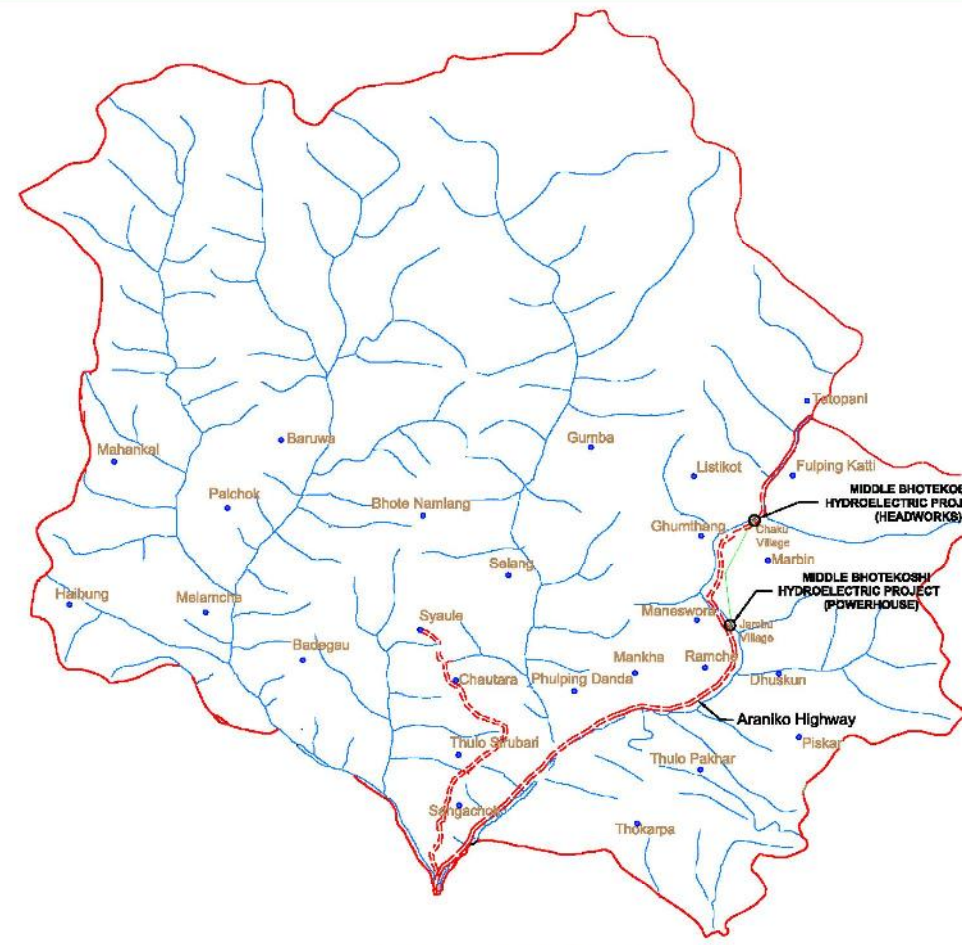 Tatopani
Baruwa
Gumba
Mahankal
Listikot
Fulping Katti
MIDDLE BHOTEKOS
HYDROELECTRIC PROJ
(HEADWORKS)
Palchok
Bhote Namlang
Ghumthang
Chaku
Village
Marbin
Selang
MIDDLE BHOTEKOSHI
HYDROELECTRIC PROJECT
(POWERHOUSE)
Haibung
Melamche
Syaule
Maneswora
Jambu
Village
Badegau
Chautara
Phulping Danda
Mankha
Ramche
Dhuskun
Araniko Highway
Thulo Sirubari
Piskar
Thulo Pakhar
Sangachok
Thokarpa